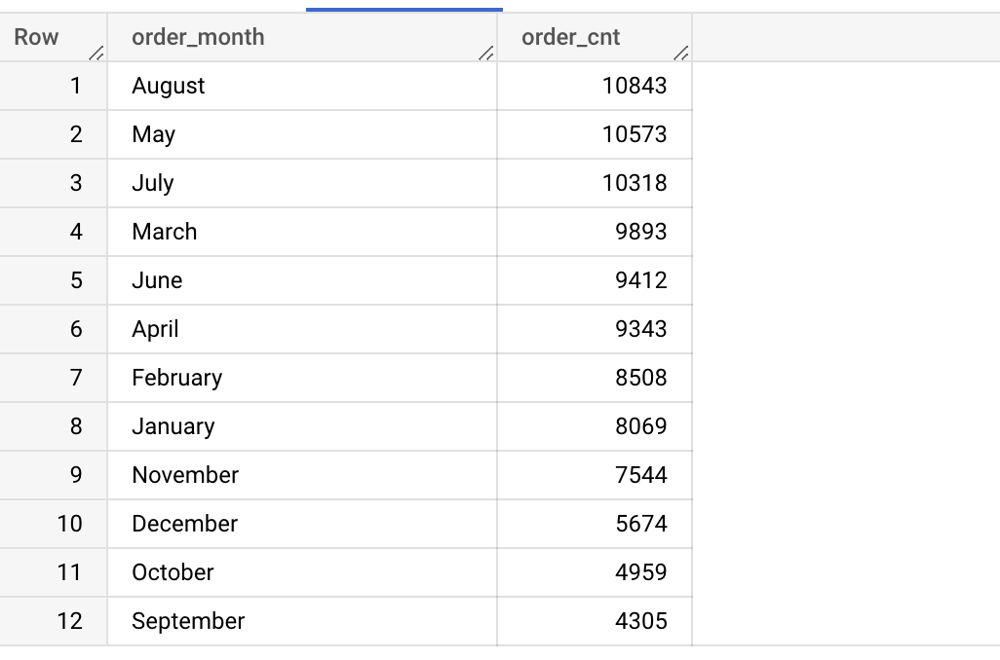 Row order_month order_cnt
1 August 10843
2 May 10573
3 July 10318
4 March 9893
5 June 9412
6 April 9343
7 February 8508
8 January 8069
9 November 7544
10 December 5674
11 October 4959
12 September 4305